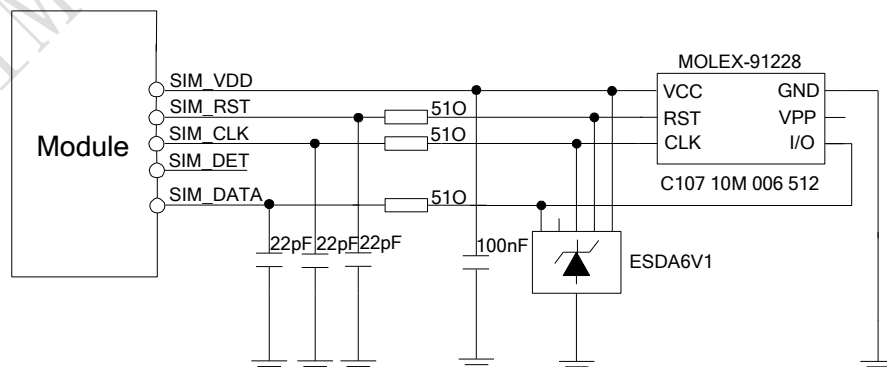 MOLEX-91228
SIM_VDD
VCC
GND
SIM_RST
51O
RST
VPP
SIM_CLK
51O
CLK
I/O
Module
SIM_DET
C107 10M 006 512
SIM_DATA
51O
22pF
22pF
22pF
100nF
ESDA6V1